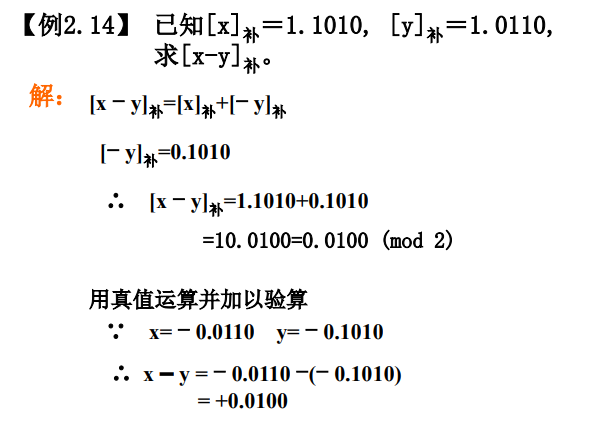 【例2.14】 已知[x]补＝1.1010, [y]补＝1.0110,
求[x-y]补。
解：
[x－y]补=[x]补+[－y]补
[－y]补=0.1010
∴ [x－y]补=1.1010+0.1010
=10.0100=0.0100 (mod 2)
用真值运算并加以验算
∵ x=－0.0110 y=－0.1010
∴ x－y =－0.0110 －(－0.1010)
= +0.0100